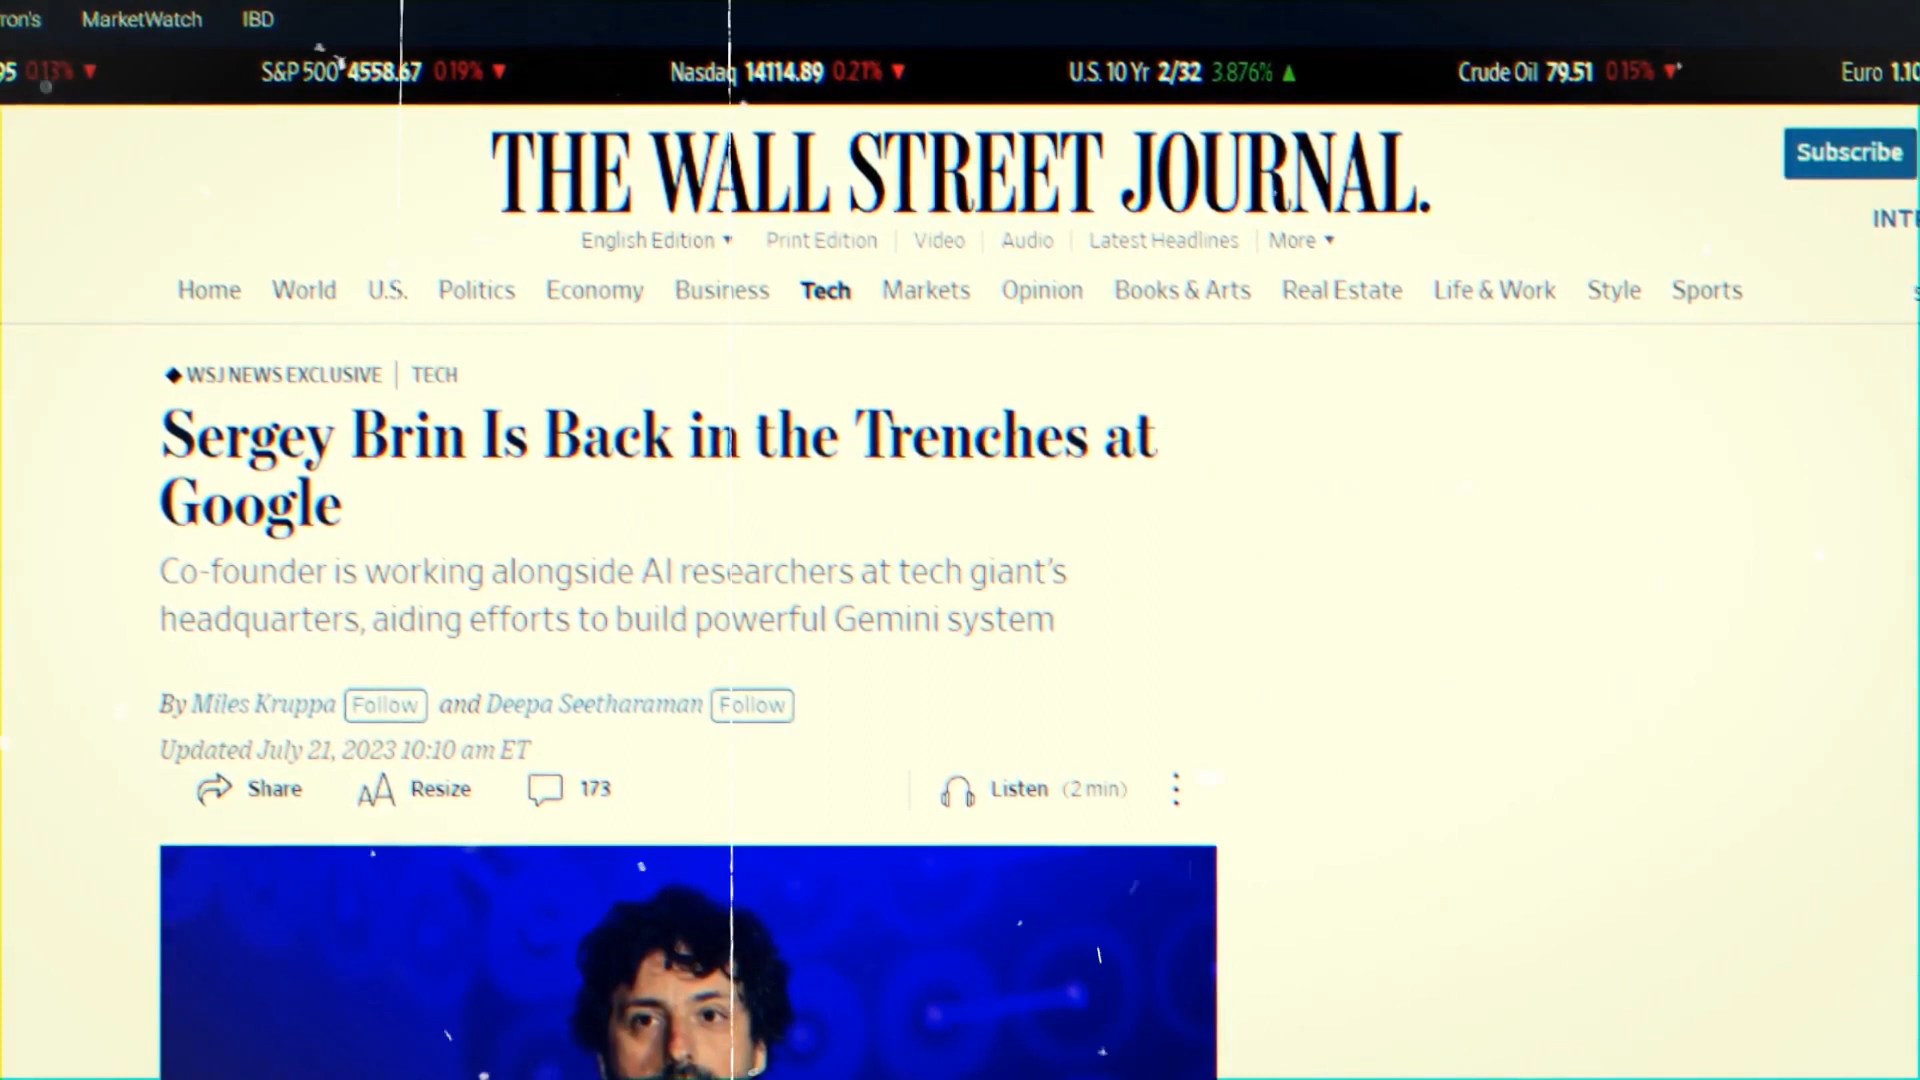 MarketWatch IBD
S&P 500 4558.67 0.19% ▼ Nasdaq 14114.89 0.21% ▼ U.S. 10 Yr 2/32 3.876% ▲ Crude Oil 79.51 0.15% ▼ Euro
THE WALL STREET JOURNAL.
Subscribe
English Edition ▼ Print Edition | Video | Audio | Latest Headlines | More ▼
Home World U.S. Politics Economy Business Tech Markets Opinion Books & Arts Real Estate Life & Work Style Sports
◆ WSJ NEWS EXCLUSIVE | TECH
Sergey Brin Is Back in the Trenches at
Google
Co-founder is working alongside AI researchers at tech giant’s
headquarters, aiding efforts to build powerful Gemini system
By Miles Kruppa Follow and Deepa Seetharaman Follow
Updated July 21, 2023 10:10 am ET
Share AA Resize 173 Listen (2 min)